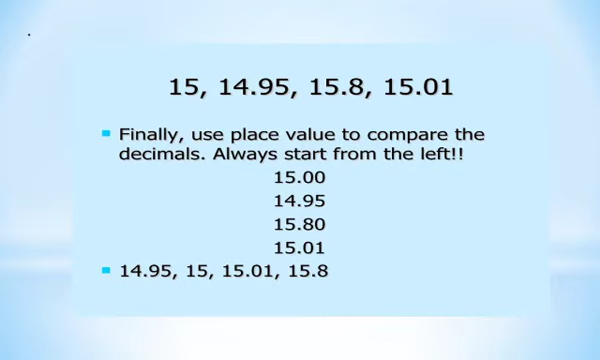 15, 14.95, 15.8, 15.01
Finally, use place value to compare the
decimals. Always start from the left!!
15.00
14.95
15.80
15.01
14.95, 15, 15.01, 15.8